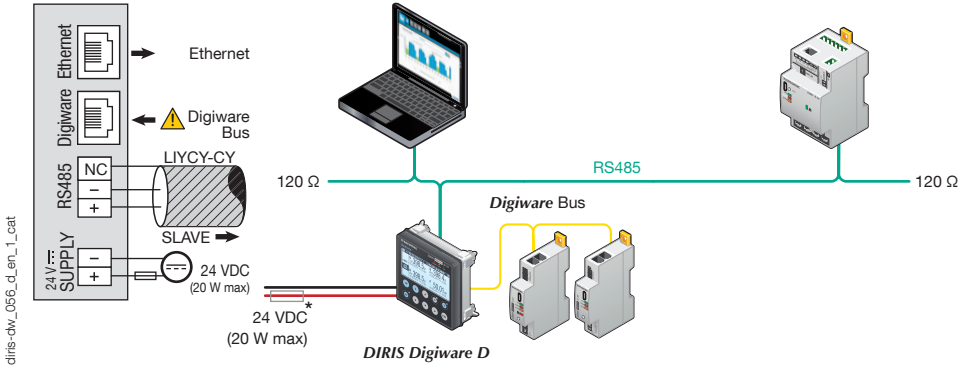 Ethernet
Ethernet
Digiware
Digiware
Bus
RS485
NC
−
+
LIYCY-CY
SLAVE
24 V
SUPPLY
−
+
24 VDC
(20 W max)
diris-dw_056_d_en_1_cat
120 Ω
RS485
120 Ω
Digiware Bus
*
24 VDC
(20 W max)
DIRIS Digiware D